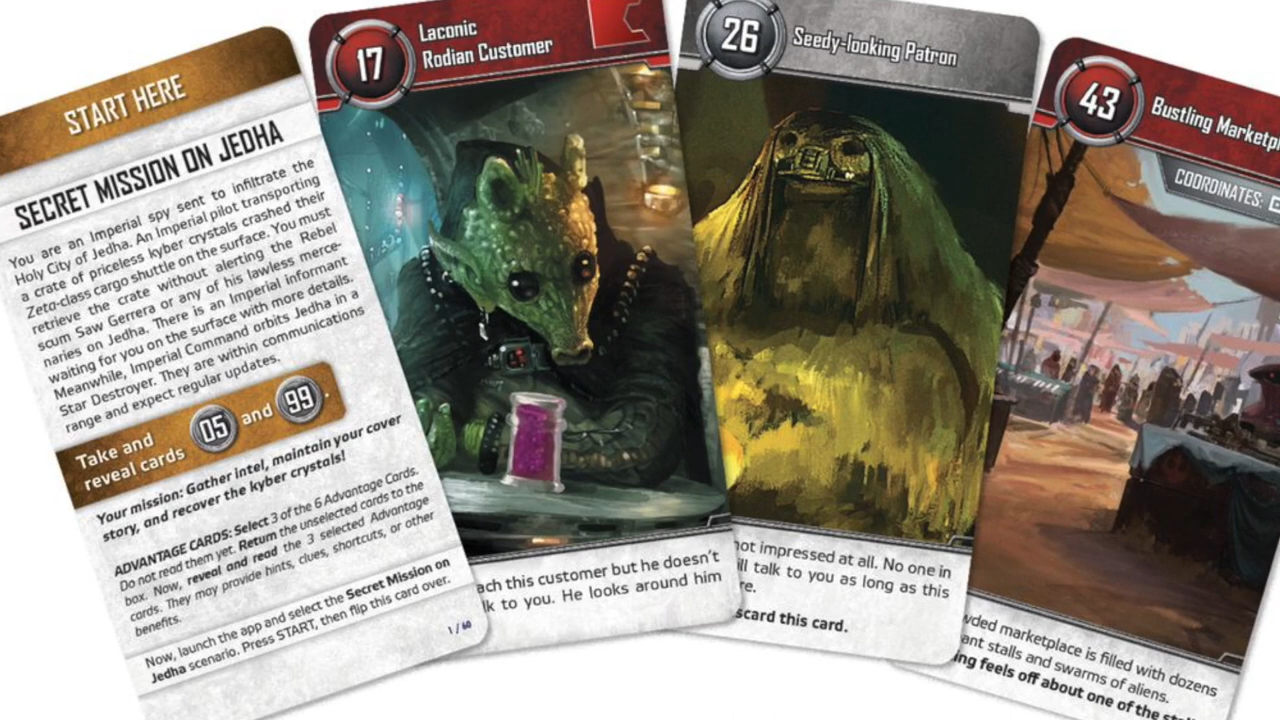 START HERE
SECRET MISSION ON JEDHA
You are an Imperial spy sent to infiltrate the
Holy City of Jedha. An Imperial pilot transporting
a crate of priceless kyber crystals crashed their
Zeta-class cargo shuttle on the surface. You must
retrieve the crate without alerting the Rebel
scum Saw Gerrera or any of his lawless merce-
naries on Jedha. There is an Imperial informant
waiting for you on the surface with more details.
Meanwhile, Imperial Command orbits Jedha in a
Star Destroyer. They are within communications
range and expect regular updates.
Take and
reveal cards 05 and 99.
Your mission: Gather intel, maintain your cover
story, and recover the kyber crystals!
ADVANTAGE CARDS: Select 3 of the 6 Advantage Cards.
Do not read them yet. Return the unselected cards to the
box. Now, reveal and read the 3 selected Advantage
cards. They may provide hints, clues, shortcuts, or other
benefits.
Now, launch the app and select the Secret Mission on
Jedha scenario. Press START, then flip this card over.
1 / 60
17
Laconic
Rodian Customer
ach this customer but he doesn't
lk to you. He looks around him
26
Seedy-looking Patron
not impressed at all. No one in
ill talk to you as long as this
re.
scard this card.
43
Bustling Marketpl
COORDINATES:
wded marketplace is filled with dozens
ant stalls and swarms of aliens.
ing feels off about one of the